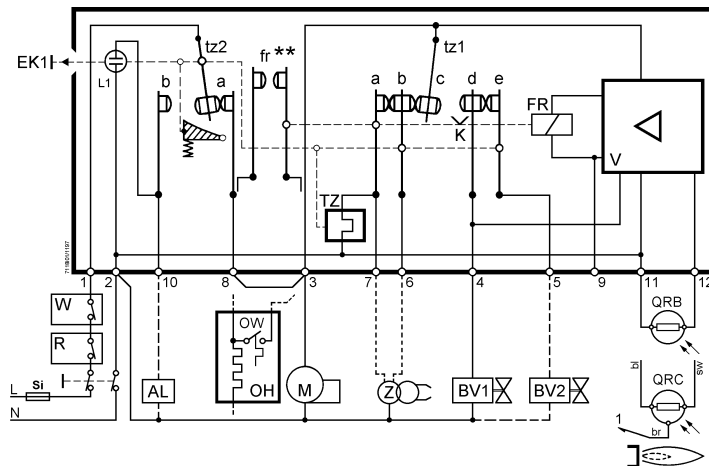 EK1
L1
tz2
b
a
fr **
tz1
a
b
c
d
e
K
FR
V
TZ
1
2
10
8
3
7
6
4
5
9
11
12
W
R
L
Si
N
AL
OW
OH
M
Z
BV1
BV2
QRB
bl
sw
QRC
1
br